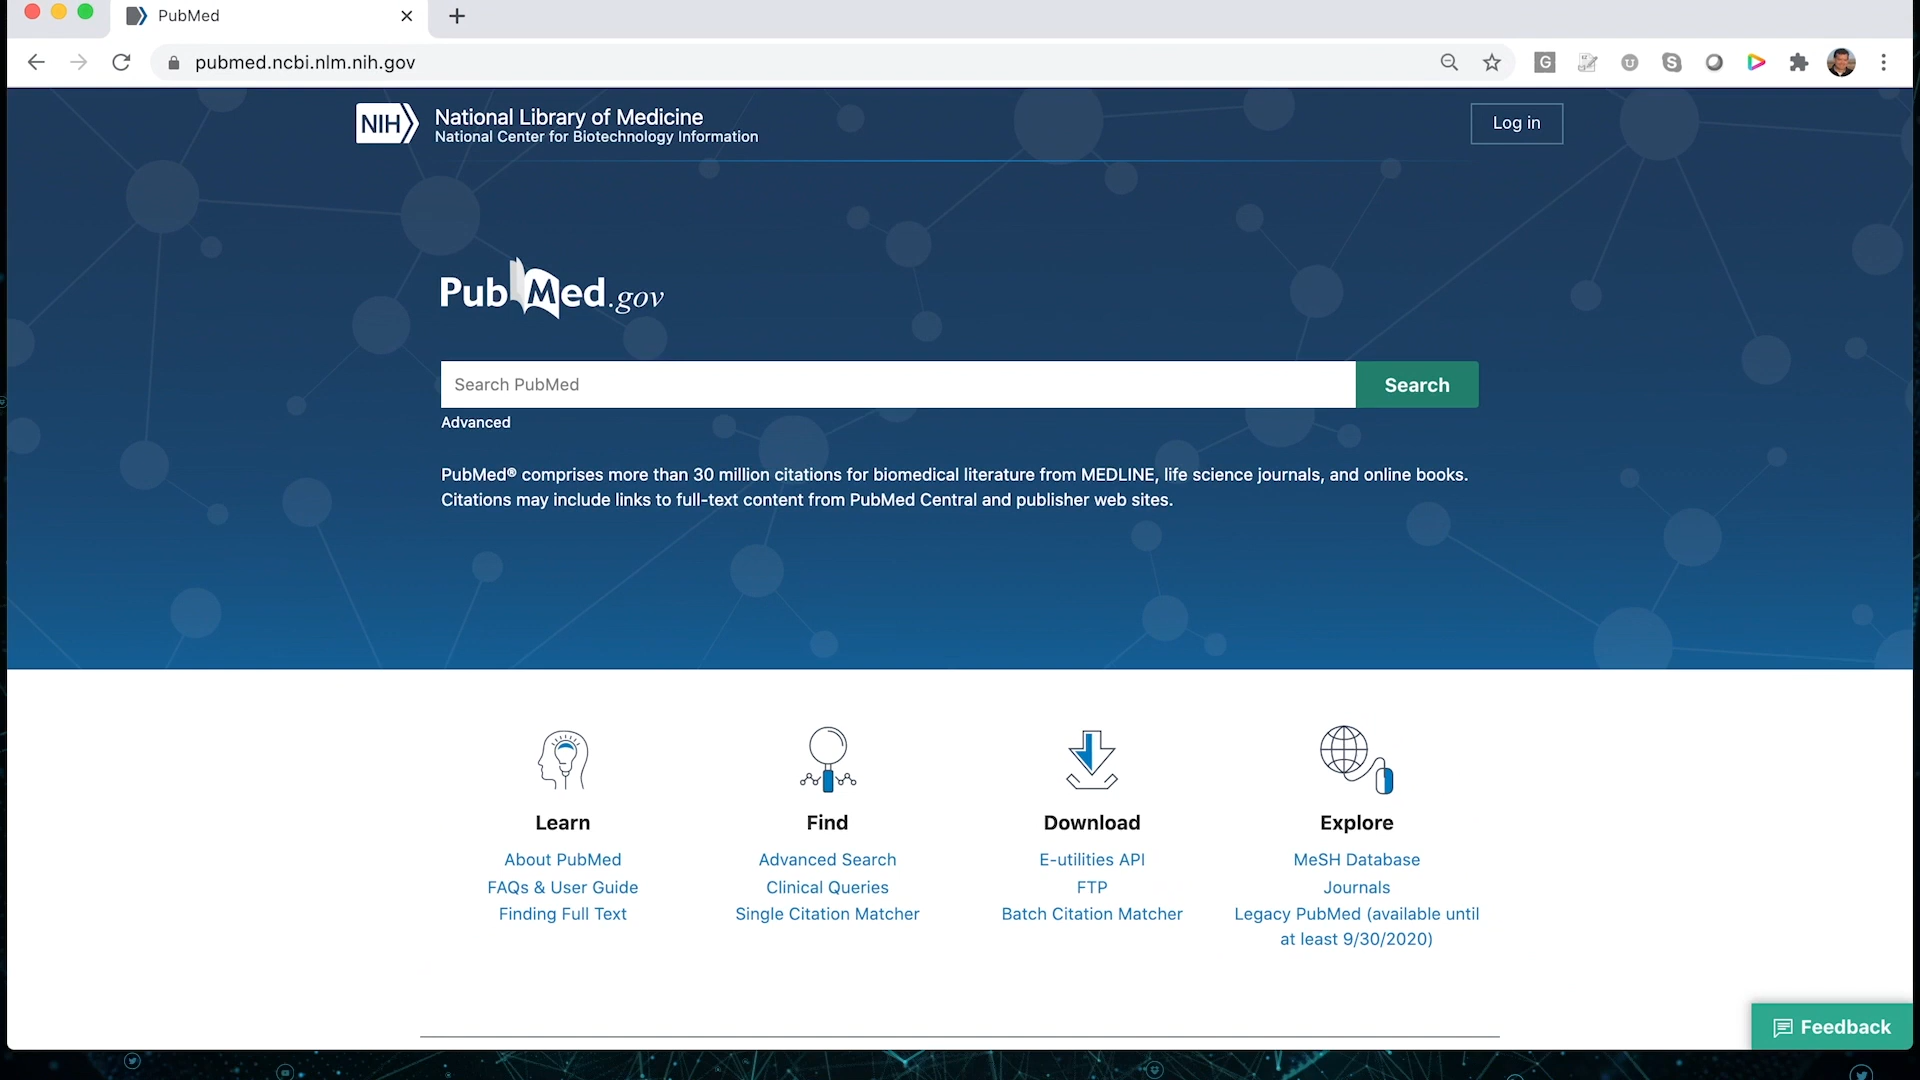 PubMed
pubmed.ncbi.nlm.nih.gov
NIH
National Library of Medicine
National Center for Biotechnology Information
Log in
PubMed.gov
Search PubMed
Search
Advanced
PubMed® comprises more than 30 million citations for biomedical literature from MEDLINE, life science journals, and online books.
Citations may include links to full-text content from PubMed Central and publisher web sites.
Learn
About PubMed
FAQs & User Guide
Finding Full Text
Find
Advanced Search
Clinical Queries
Single Citation Matcher
Download
E-utilities API
FTP
Batch Citation Matcher
Explore
MeSH Database
Journals
Legacy PubMed (available until
at least 9/30/2020)
Feedback